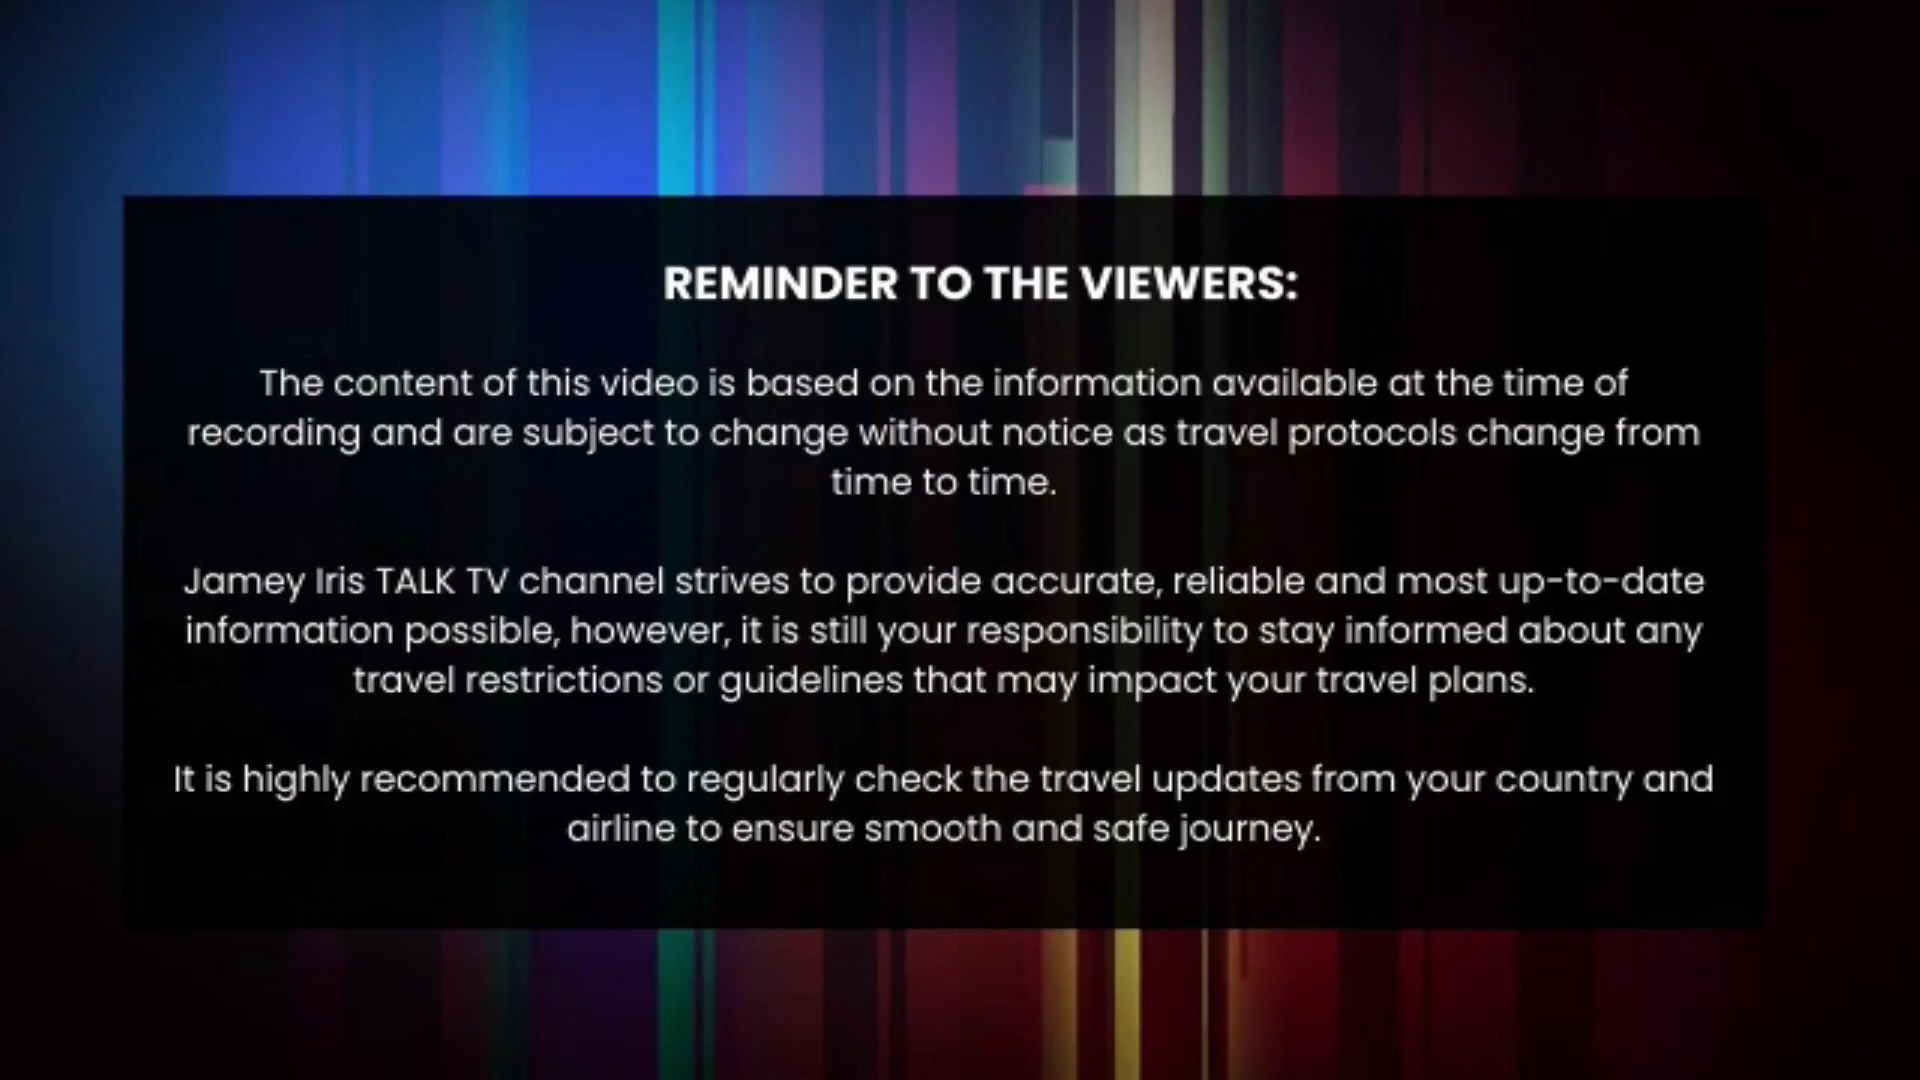 REMINDER TO THE VIEWERS:
The content of this video is based on the information available at the time of
recording and are subject to change without notice as travel protocols change from
time to time.
Jamey Iris TALK TV channel strives to provide accurate, reliable and most up-to-date
information possible, however, it is still your responsibility to stay informed about any
travel restrictions or guidelines that may impact your travel plans.
It is highly recommended to regularly check the travel updates from your country and
airline to ensure smooth and safe journey.